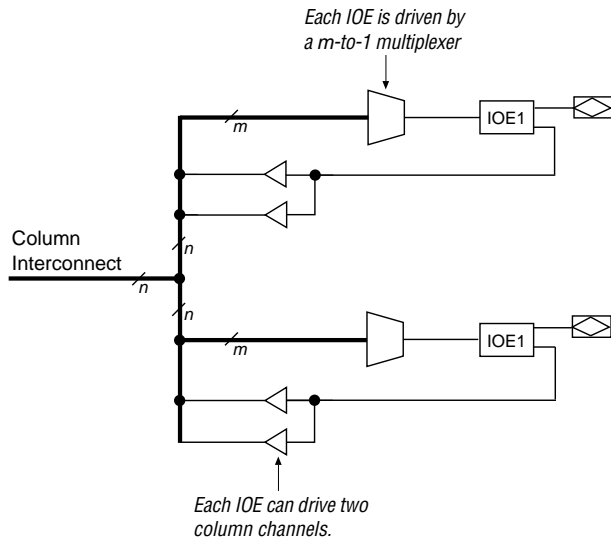 Each IOE is driven by
a m-to-1 multiplexer
m
IOE1
Column
Interconnect
n
n
n
m
IOE1
Each IOE can drive two
column channels.